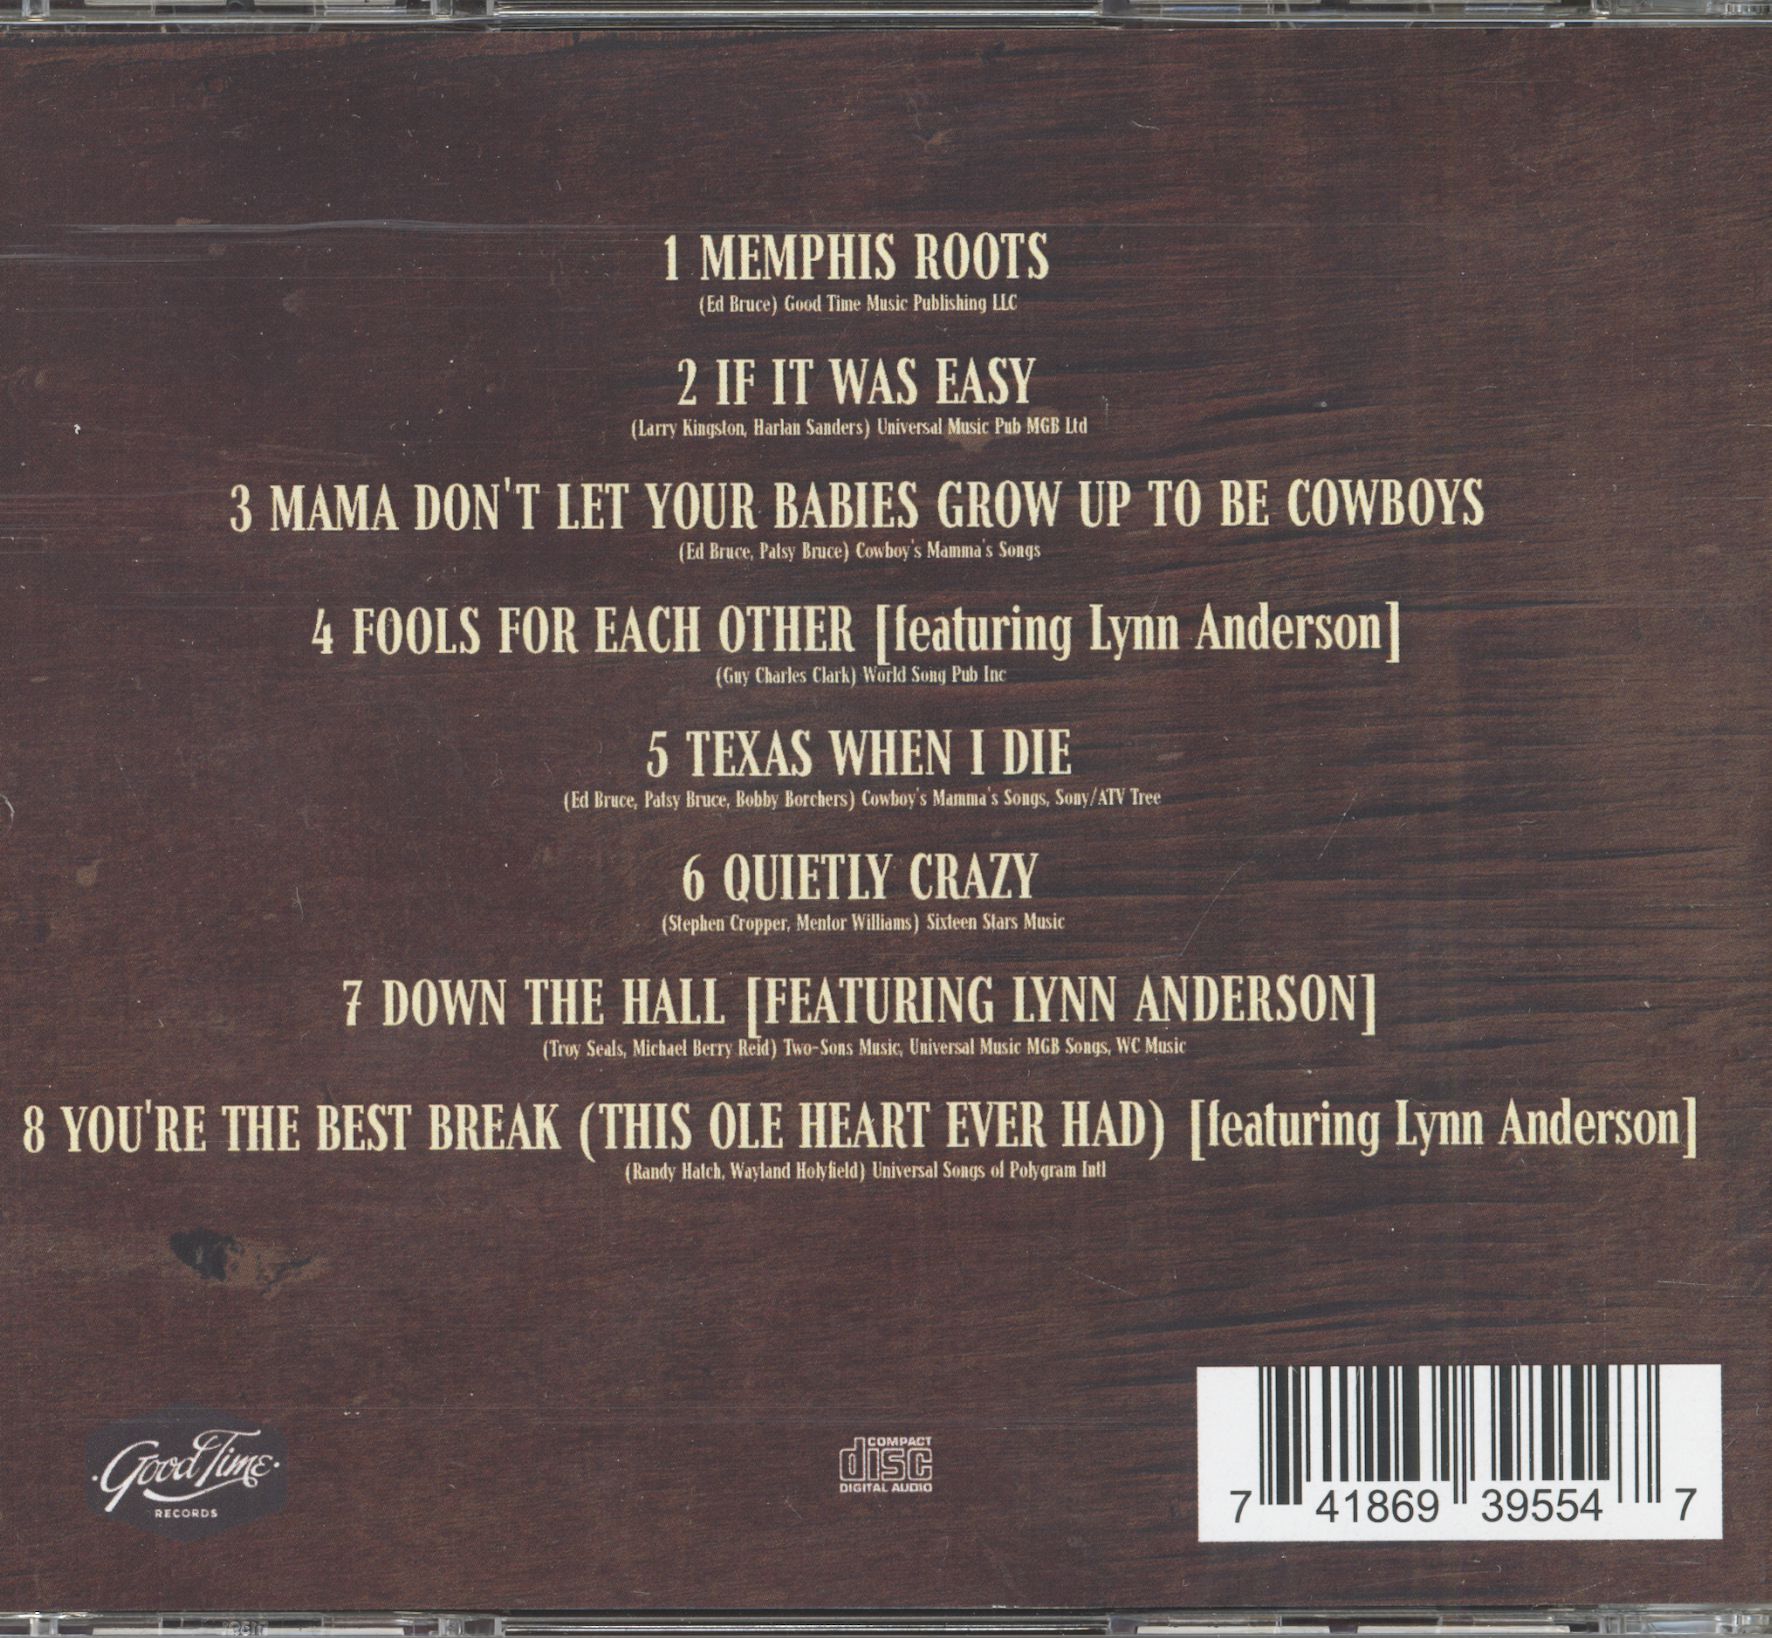 1 MEMPHIS ROOTS
(Ed Bruce) Good Time Music Publishing LLC
2 IF IT WAS EASY
(Larry Kingston, Harlan Sanders) Universal Music Pub MGB Ltd
3 MAMA DON'T LET YOUR BABIES GROW UP TO BE COWBOYS
(Ed Bruce, Patsy Bruce) Cowboy's Mamma's Songs
4 FOOLS FOR EACH OTHER [featuring Lynn Anderson]
(Guy Charles Clark) World Song Pub Inc
5 TEXAS WHEN I DIE
(Ed Bruce, Patsy Bruce, Bobby Borchers) Cowboy's Mamma's Songs, Sony/ATV Tree
6 QUIETLY CRAZY
(Stephen Cropper, Mentor Williams) Sixteen Stars Music
7 DOWN THE HALL [FEATURING LYNN ANDERSON]
(Troy Seals, Michael Berry Reid) Two-Sons Music, Universal Music MGB Songs, WC Music
8 YOU'RE THE BEST BREAK (THIS OLE HEART EVER HAD) [featuring Lynn Anderson]
(Randy Hatch, Wayland Holyfield) Universal Songs of Polygram Intl
·Good Time·
RECORDS
COMPACT
disc
DIGITAL AUDIO
7 41869 39554 7